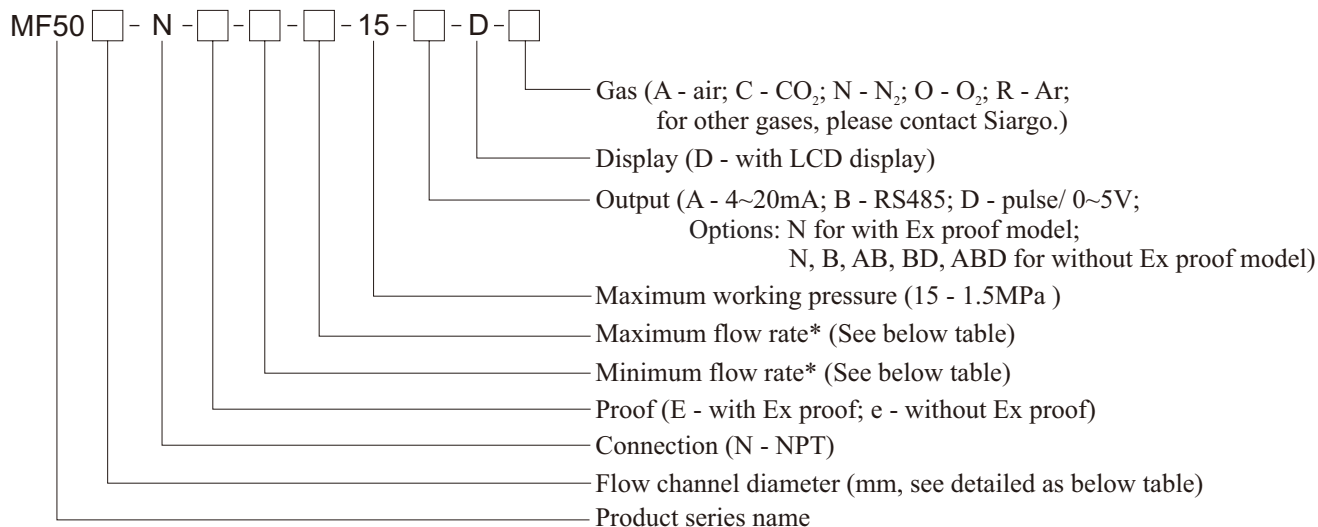 MF50 □ - N - □ - □ - □ - 15 - □ - D - □
Gas (A - air; C - CO₂; N - N₂; O - O₂; R - Ar;
for other gases, please contact Siargo.)
Display (D - with LCD display)
Output (A - 4~20mA; B - RS485; D - pulse/ 0~5V;
Options: N for with Ex proof model;
N, B, AB, BD, ABD for without Ex proof model)
Maximum working pressure (15 - 1.5MPa )
Maximum flow rate* (See below table)
Minimum flow rate* (See below table)
Proof (E - with Ex proof; e - without Ex proof)
Connection (N - NPT)
Flow channel diameter (mm, see detailed as below table)
Product series name